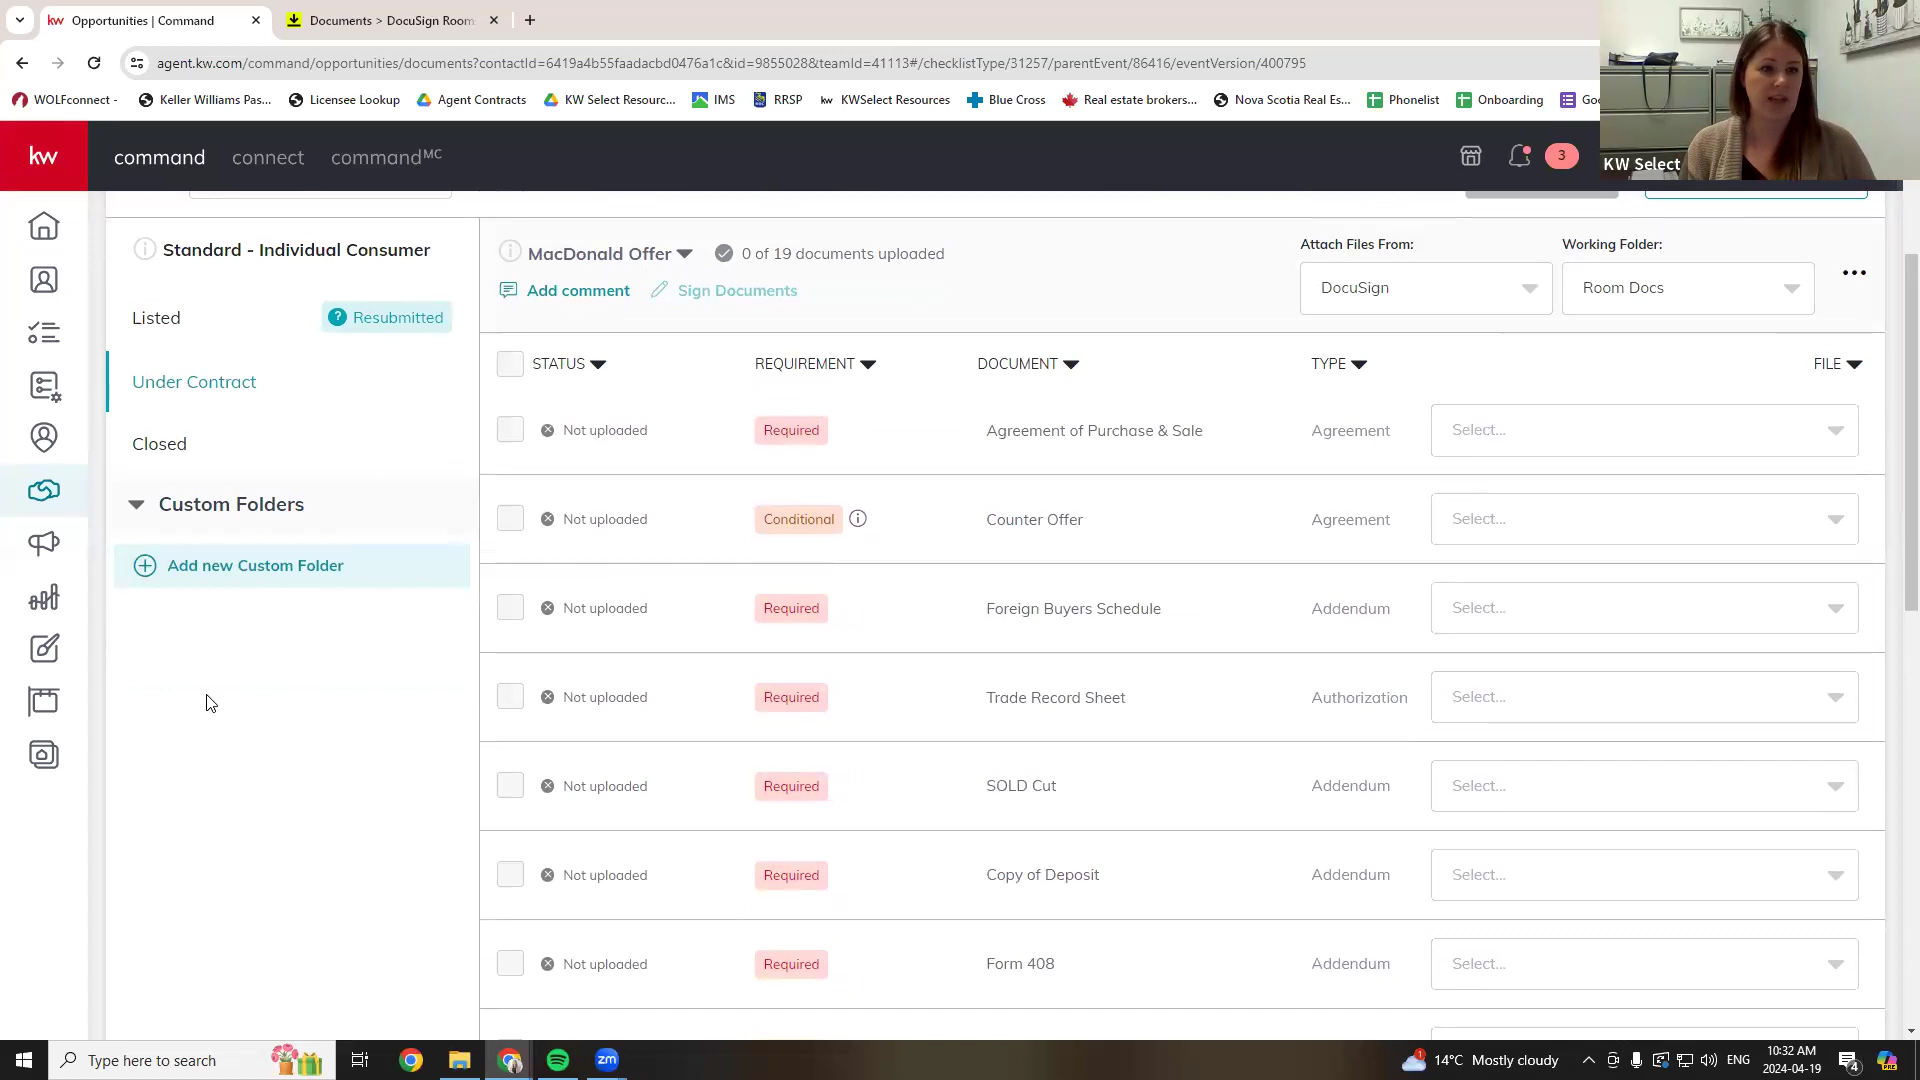 Opportunities | Command
Documents > DocuSign Room
agent.kw.com/command/opportunities/documents?contactId=6419a4b55faadacbd0476a1c&id=9855028&teamId=41113#/checklistType/31257/parentEvent/86416/eventVersion/400795
WOLFconnect - Keller Williams Pas... Licensee Lookup Agent Contracts KW Select Resourc... IMS RRSP KWSelect Resources Blue Cross Real estate brokers... Nova Scotia Real Es... Phonelist Onboarding Goo
KW Select
kw command connect commandMC 3
Standard - Individual Consumer
Listed Resubmitted
Under Contract
Closed
Custom Folders
Add new Custom Folder
MacDonald Offer 0 of 19 documents uploaded
Add comment Sign Documents
Attach Files From: Working Folder:
DocuSign Room Docs
STATUS REQUIREMENT DOCUMENT TYPE FILE
Not uploaded Required Agreement of Purchase & Sale Agreement Select...
Not uploaded Conditional Counter Offer Agreement Select...
Not uploaded Required Foreign Buyers Schedule Addendum Select...
Not uploaded Required Trade Record Sheet Authorization Select...
Not uploaded Required SOLD Cut Addendum Select...
Not uploaded Required Copy of Deposit Addendum Select...
Not uploaded Required Form 408 Addendum Select...
Type here to search
zm
1
14°C Mostly cloudy
ENG
10:32 AM
2024-04-19
4
PRE